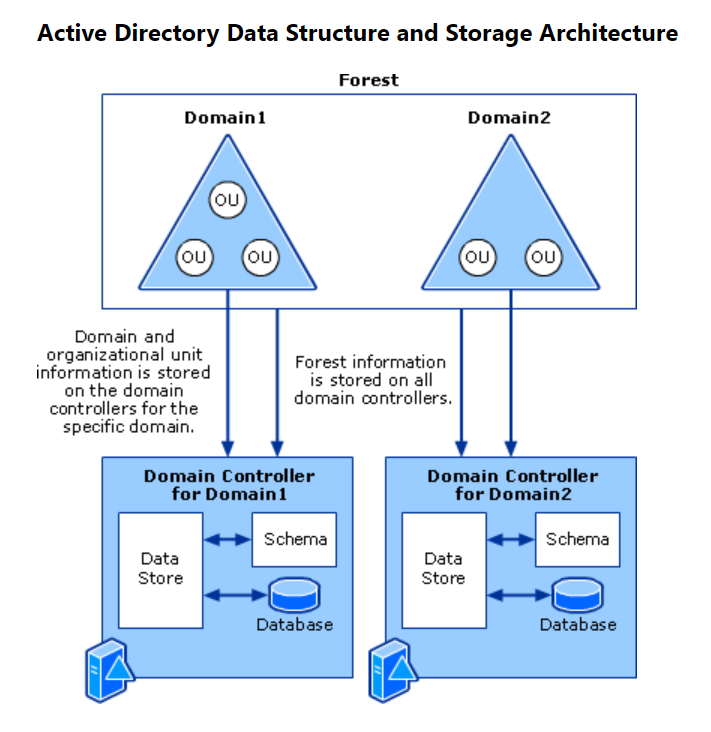 Active Directory Data Structure and Storage Architecture
Forest
Domain1
Domain2
OU
OU
OU
OU
OU
Domain and
organizational unit
information is stored
on the domain
controllers for the
specific domain.
Forest information
is stored on all
domain controllers.
Domain Controller
for Domain1
Data
Store
Schema
Database
Domain Controller
for Domain2
Data
Store
Schema
Database